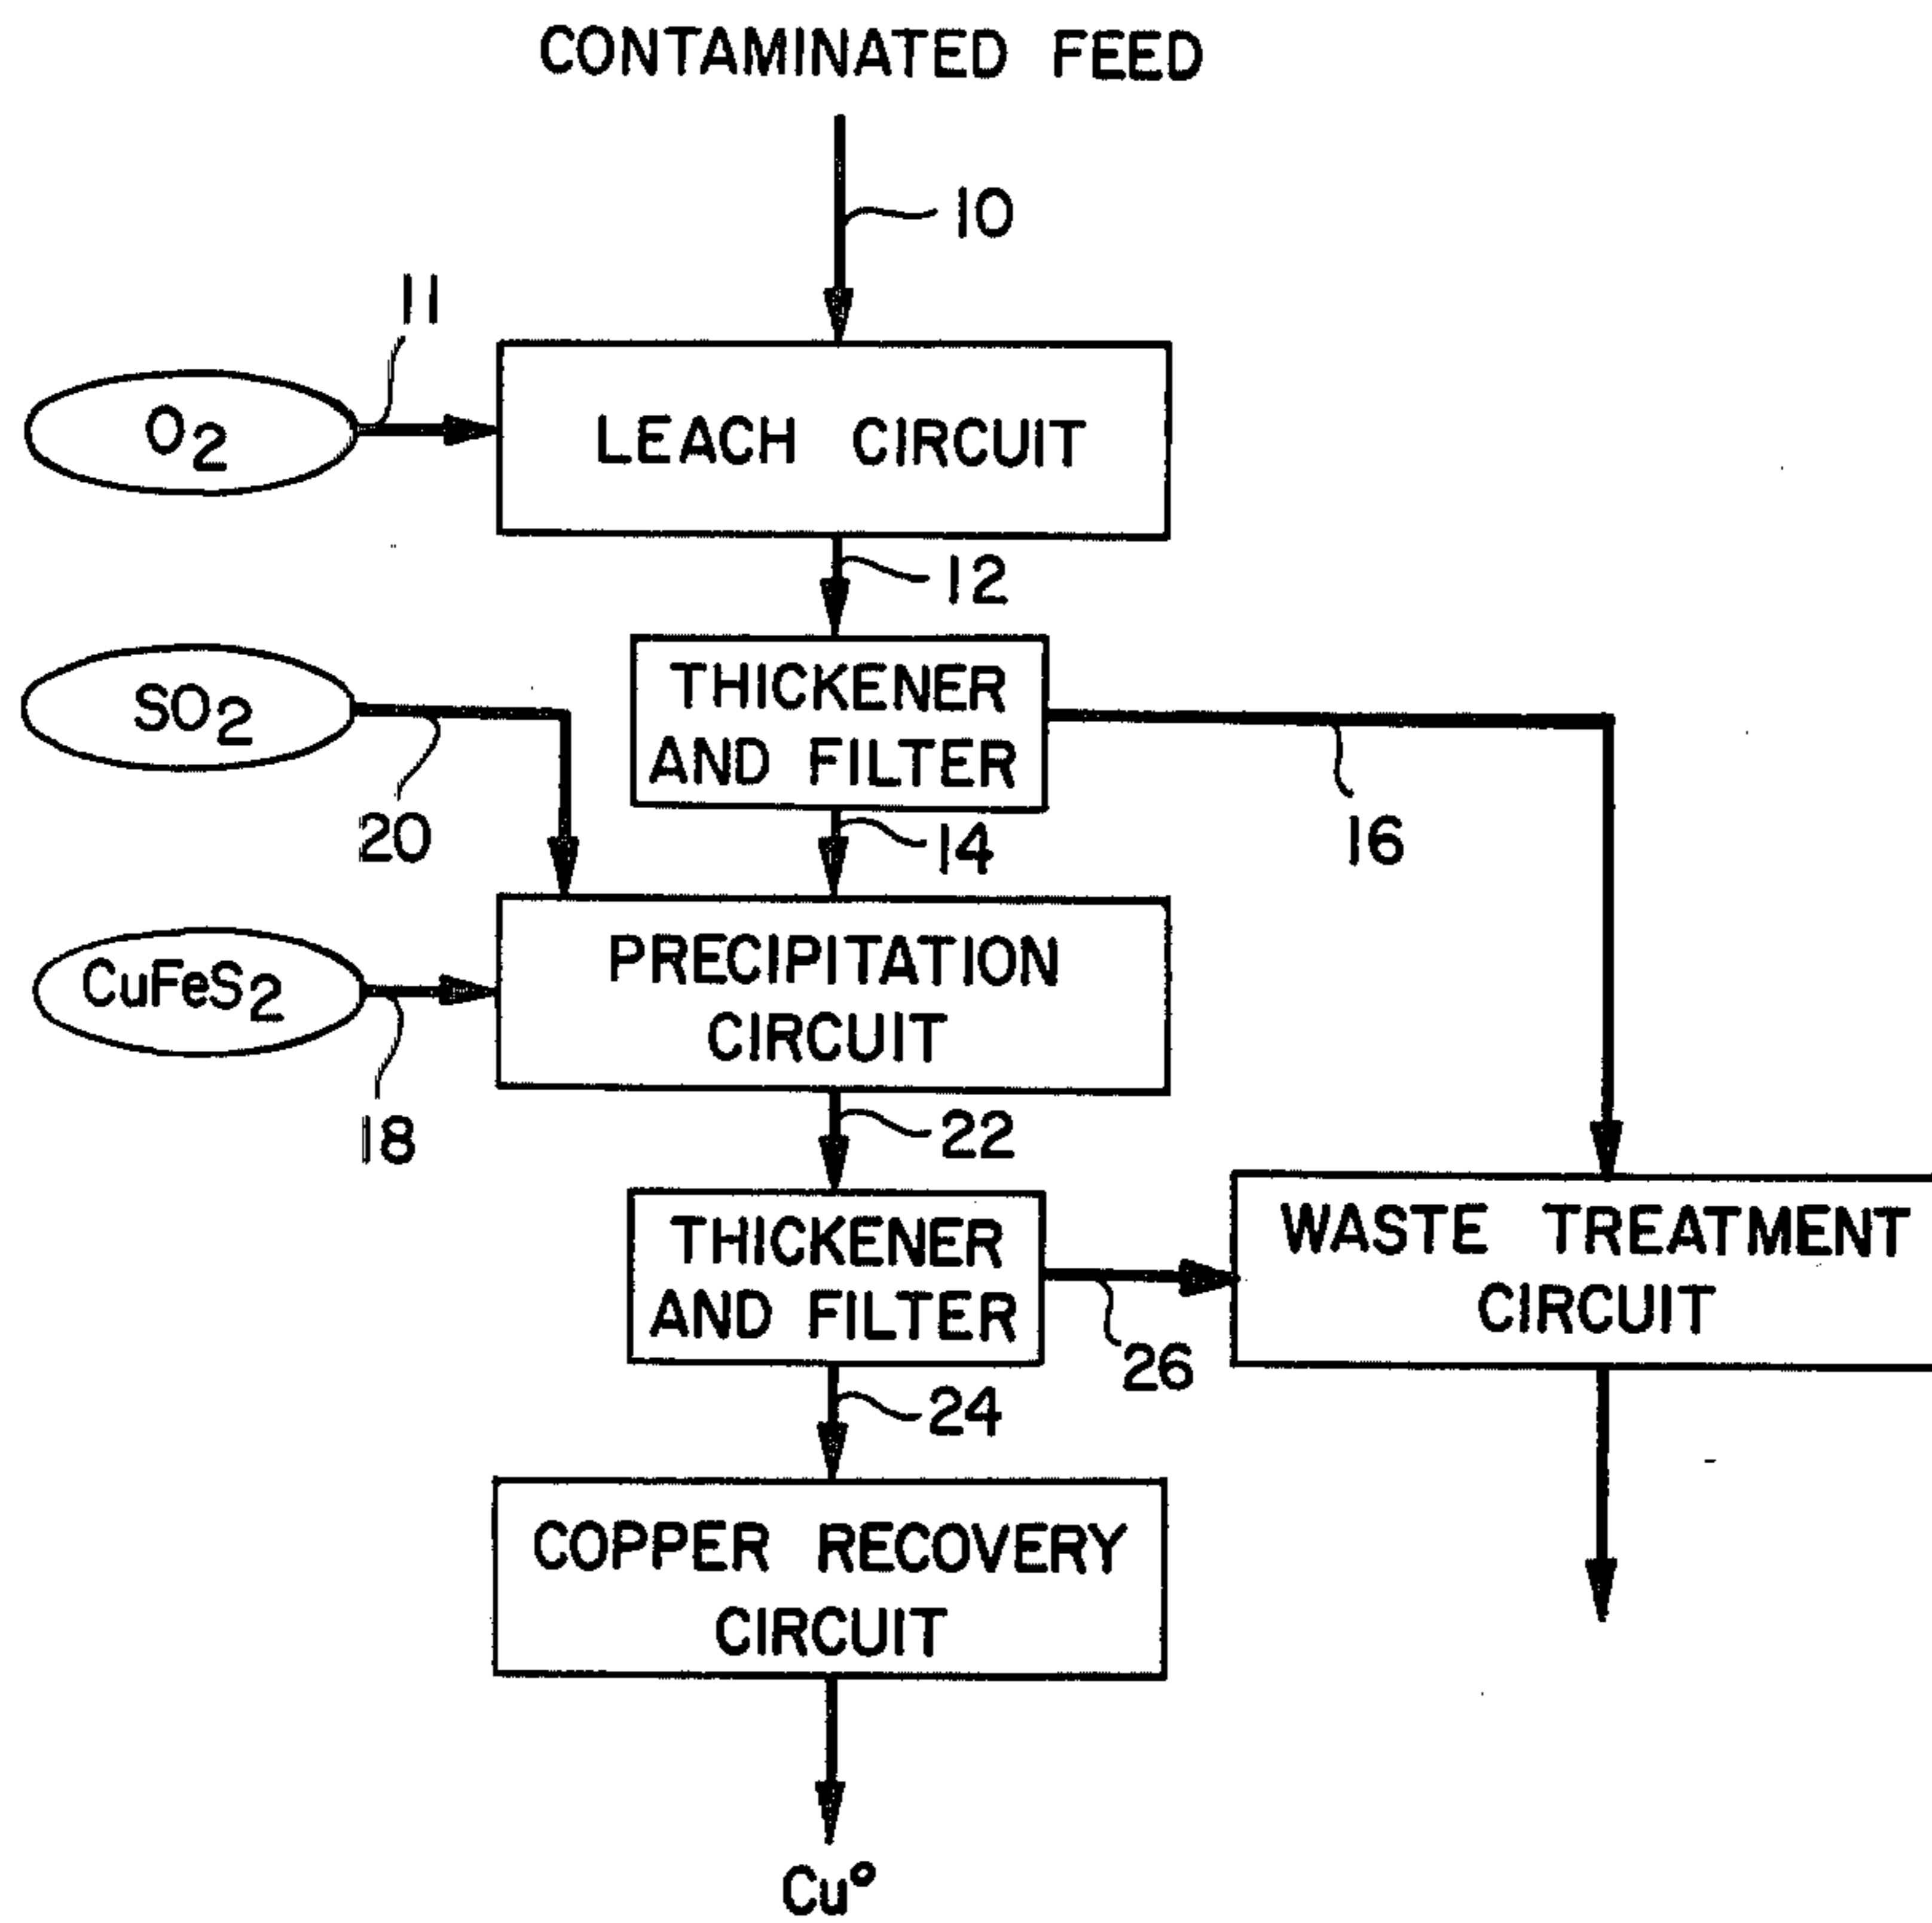 CONTAMINATED FEED
10
11
O2
LEACH CIRCUIT
12
SO2
THICKENER
AND FILTER
20
14
16
CuFeS2
PRECIPITATION
CIRCUIT
18
22
THICKENER
AND FILTER
WASTE TREATMENT
CIRCUIT
26
24
COPPER RECOVERY
CIRCUIT
Cu°